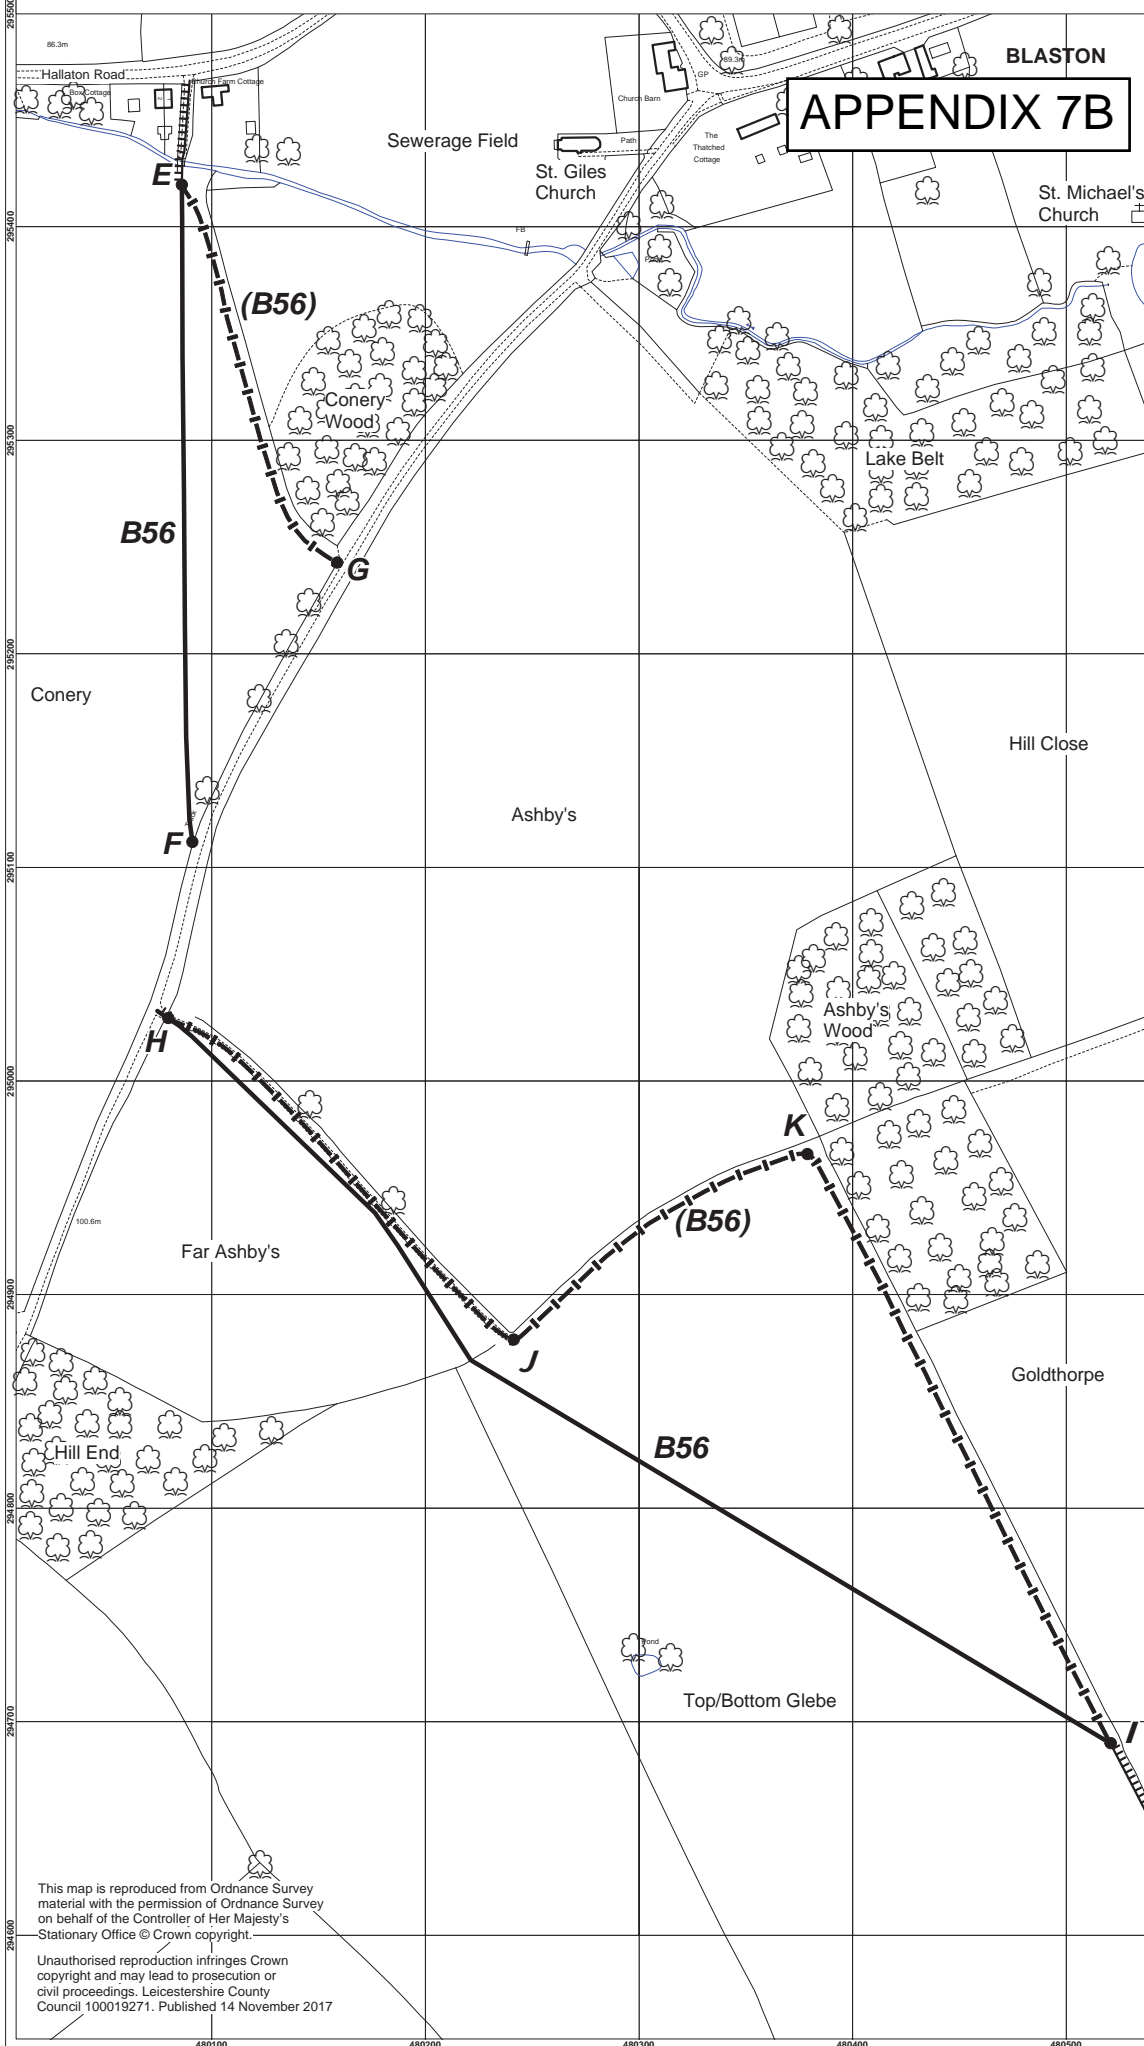 295500
86.3m
BLASTON
89.3m
Hallaton Road
GP
Church Farm Cottage
Box Cottage
Church Barn
APPENDIX 7B
Sewerage Field
Path
The
Thatched
Cottage
St. Giles
Church
E
St. Michael's
Church
295400
FB
(B56)
Conery
Wood
295300
Lake Belt
B56
G
295200
Conery
Hill Close
Ashby's
F
295100
Ashby's
Wood
H
295000
K
(B56)
100.6m
Far Ashby's
294900
J
Goldthorpe
B56
Hill End
294800
Pond
Top/Bottom Glebe
294700
I
This map is reproduced from Ordnance Survey
material with the permission of Ordnance Survey
on behalf of the Controller of Her Majesty's
Stationary Office © Crown copyright.
294600
Unauthorised reproduction infringes Crown
copyright and may lead to prosecution or
civil proceedings. Leicestershire County
Council 100019271. Published 14 November 2017
480100
480200
480300
480400
480500